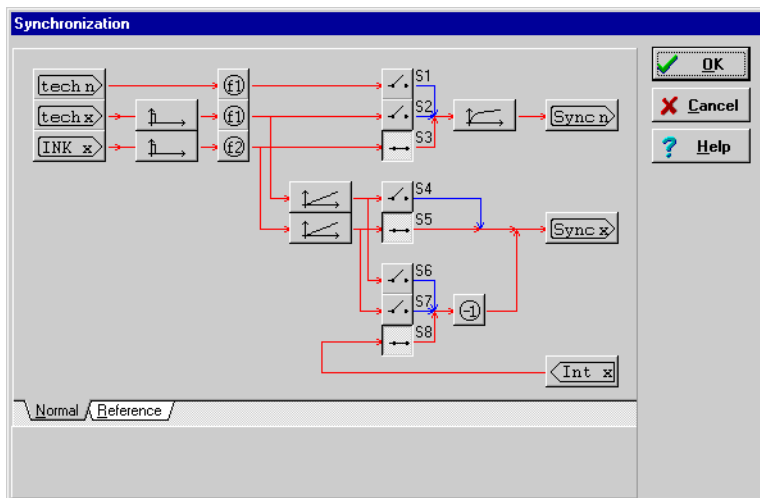 Synchronization
tech n
f1
S1
OK
tech x
f1
S2
Sync n
Cancel
INK x
f2
S3
Help
S4
S5
Sync x
S6
S7
-1
S8
Int x
Normal
Reference